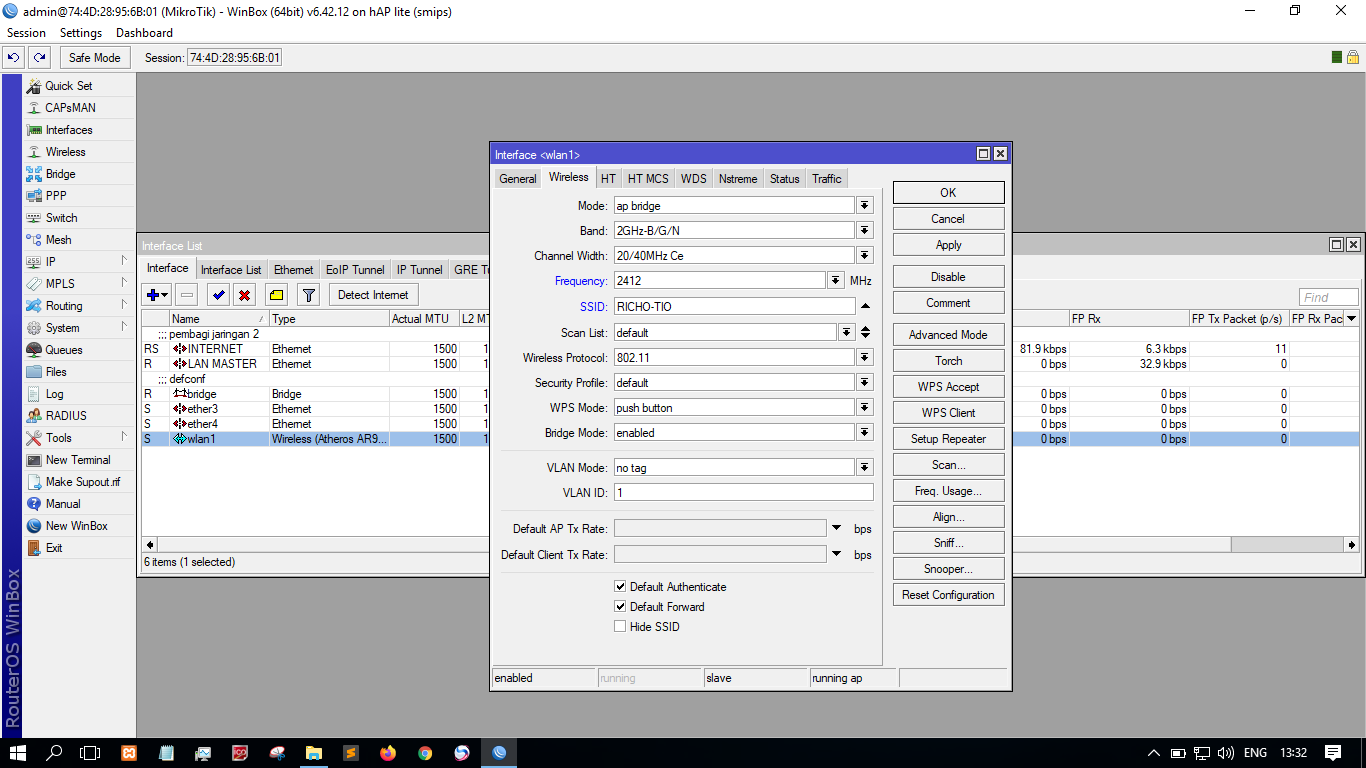 admin@74:4D:28:95:6B:01 (MikroTik) - WinBox (64bit) v6.42.12 on hAP lite (smips)
Session Settings Dashboard
Safe Mode Session: 74:4D:28:95:6B:01
Quick Set
CAPsMAN
Interfaces
Wireless
Bridge
PPP
Switch
Mesh
IP
MPLS
Routing
System
Queues
Files
Log
RADIUS
Tools
New Terminal
Make Supout.rif
Manual
New WinBox
Exit
RouterOS WinBox
Interface List
Interface Interface List Ethernet EoIP Tunnel IP Tunnel GRE Tu
Detect Internet
Find
Name Type Actual MTU L2 MT FP Rx FP Tx Packet (p/s) FP Rx Pac
;;; pembagi jaringan 2
RS INTERNET Ethernet 1500 1 81.9 kbps 6.3 kbps 11
R LAN MASTER Ethernet 1500 1 0 bps 32.9 kbps 0
;;; defconf
R bridge Bridge 1500 1 0 bps 0 bps 0
S ether3 Ethernet 1500 1 0 bps 0 bps 0
S ether4 Ethernet 1500 1 0 bps 0 bps 0
S wlan1 Wireless (Atheros AR9... 1500 1 0 bps 0 bps 0
6 items (1 selected)
Interface <wlan1>
General Wireless HT HT MCS WDS Nstreme Status Traffic
Mode: ap bridge
Band: 2GHz-B/G/N
Channel Width: 20/40MHz Ce
Frequency: 2412 MHz
SSID: RICHO-TIO
Scan List: default
Wireless Protocol: 802.11
Security Profile: default
WPS Mode: push button
Bridge Mode: enabled
VLAN Mode: no tag
VLAN ID: 1
Default AP Tx Rate: bps
Default Client Tx Rate: bps
Default Authenticate
Default Forward
Hide SSID
OK
Cancel
Apply
Disable
Comment
Advanced Mode
Torch
WPS Accept
WPS Client
Setup Repeater
Scan...
Freq. Usage...
Align...
Sniff...
Snooper...
Reset Configuration
enabled running slave running ap
ENG 13:32